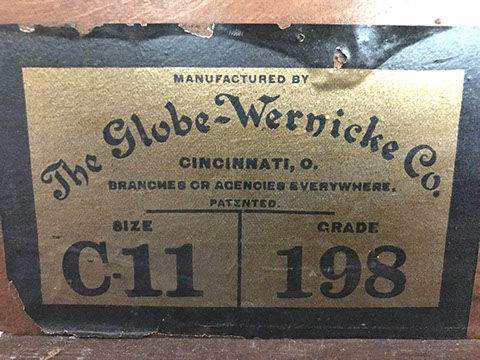 MANUFACTURED BY
The Globe-Wernicke Co.
CINCINNATI, O.
BRANCHES OR AGENCIES EVERYWHERE.
PATENTED.
SIZE GRADE
C-11 198